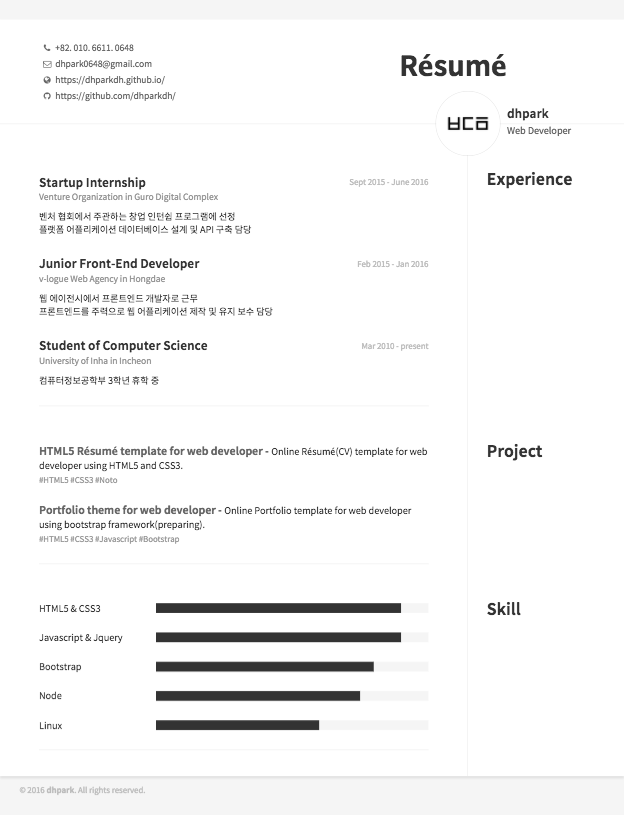 +82. 010. 6611. 0648
dhpark0648@gmail.com
https://dhparkdh.github.io/
https://github.com/dhparkdh/
Résumé
dhpark
Web Developer
Experience
Startup Internship
Sept 2015 - June 2016
Venture Organization in Guro Digital Complex
벤처 협회에서 주관하는 창업 인턴쉽 프로그램에 선정
플랫폼 어플리케이션 데이터베이스 설계 및 API 구축 담당
Junior Front-End Developer
Feb 2015 - Jan 2016
v-logue Web Agency in Hongdae
웹 에이전시에서 프론트엔드 개발자로 근무
프론트엔드를 주력으로 웹 어플리케이션 제작 및 유지 보수 담당
Student of Computer Science
Mar 2010 - present
University of Inha in Incheon
컴퓨터정보공학부 3학년 휴학 중
Project
HTML5 Résumé template for web developer - Online Résumé(CV) template for web
developer using HTML5 and CSS3.
#HTML5 #CSS3 #Noto
Portfolio theme for web developer - Online Portfolio template for web developer
using bootstrap framework(preparing).
#HTML5 #CSS3 #Javascript #Bootstrap
Skill
HTML5 & CSS3
Javascript & Jquery
Bootstrap
Node
Linux
© 2016 dhpark. All rights reserved.